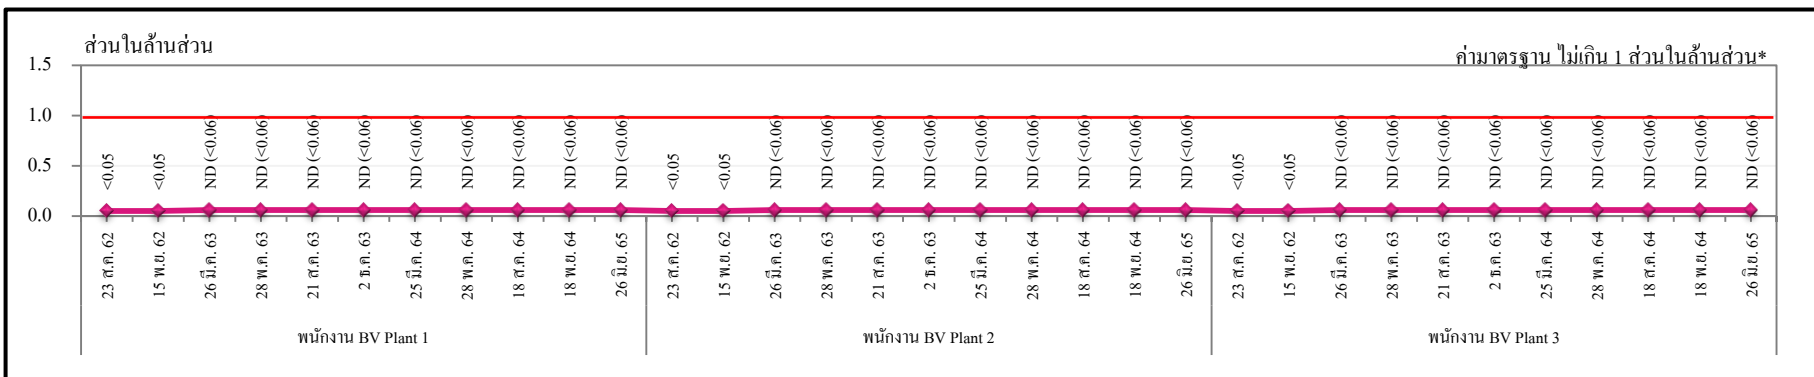 ส่วนในล้านส่วน
ค่ามาตรฐาน ไม่เกิน 1 ส่วนในล้านส่วน*
1.5
1.0
0.5
0.0
<0.05
<0.05
ND (<0.06)
ND (<0.06)
ND (<0.06)
ND (<0.06)
ND (<0.06)
ND (<0.06)
ND (<0.06)
ND (<0.06)
ND (<0.06)
<0.05
<0.05
ND (<0.06)
ND (<0.06)
ND (<0.06)
ND (<0.06)
ND (<0.06)
ND (<0.06)
ND (<0.06)
ND (<0.06)
ND (<0.06)
<0.05
<0.05
ND (<0.06)
ND (<0.06)
ND (<0.06)
ND (<0.06)
ND (<0.06)
ND (<0.06)
ND (<0.06)
ND (<0.06)
ND (<0.06)
23 ส.ค. 62
15 พ.ย. 62
26 มี.ค. 63
28 พ.ค. 63
21 ส.ค. 63
2 ธ.ค. 63
25 มี.ค. 64
28 พ.ค. 64
18 ส.ค. 64
18 พ.ย. 64
26 มิ.ย. 65
23 ส.ค. 62
15 พ.ย. 62
26 มี.ค. 63
28 พ.ค. 63
21 ส.ค. 63
2 ธ.ค. 63
25 มี.ค. 64
28 พ.ค. 64
18 ส.ค. 64
18 พ.ย. 64
26 มิ.ย. 65
23 ส.ค. 62
15 พ.ย. 62
26 มี.ค. 63
28 พ.ค. 63
21 ส.ค. 63
2 ธ.ค. 63
25 มี.ค. 64
28 พ.ค. 64
18 ส.ค. 64
18 พ.ย. 64
26 มิ.ย. 65
พนักงาน BV Plant 1
พนักงาน BV Plant 2
พนักงาน BV Plant 3